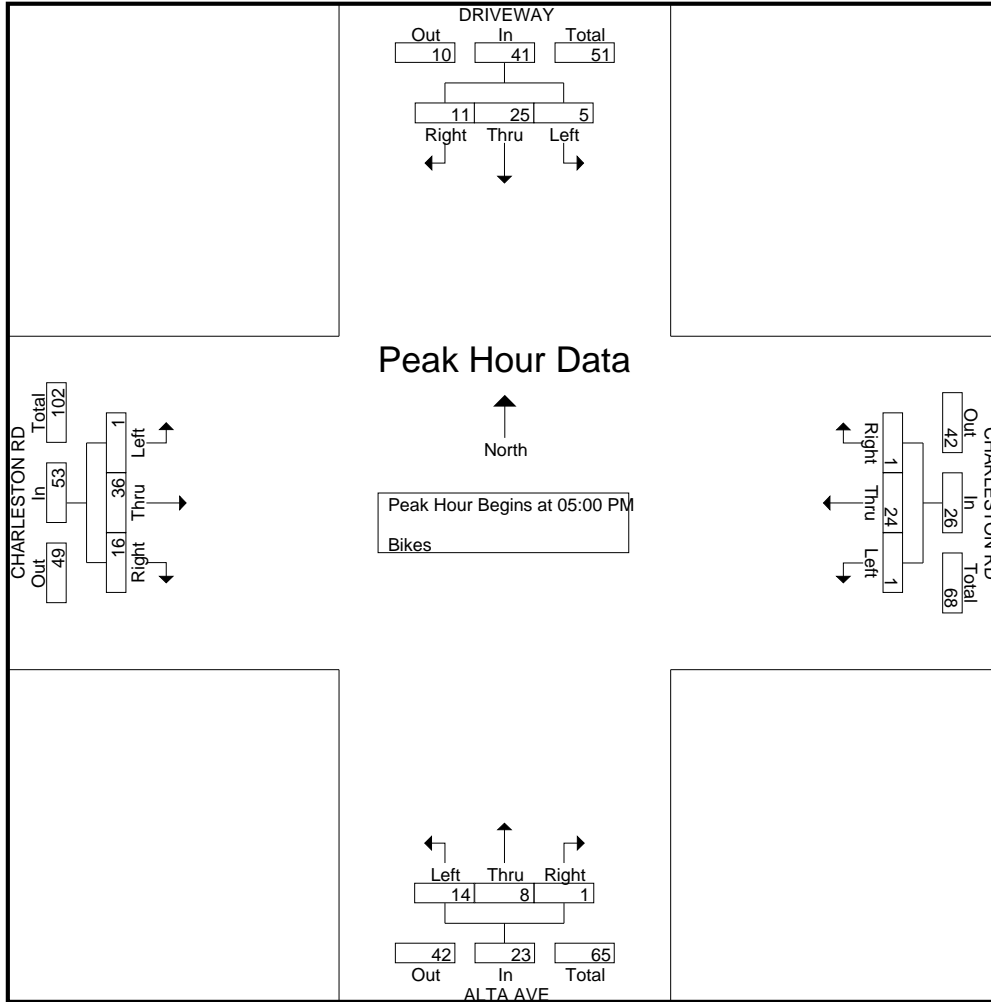 DRIVEWAY
Out In Total
10 41 51
11 25 5
Right Thru Left
Peak Hour Data
North
Peak Hour Begins at 05:00 PM
Bikes
CHARLESTON RD
Total In Out
102 53 49
1 36 16
Left Thru Right
CHARLESTON RD
Out In Total
42 26 68
1 24 1
Right Thru Left
Left Thru Right
14 8 1
42 23 65
Out In Total
ALTA AVE